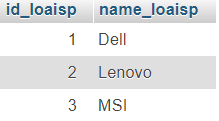 id_loaisp name_loaisp
1 Dell
2 Lenovo
3 MSI